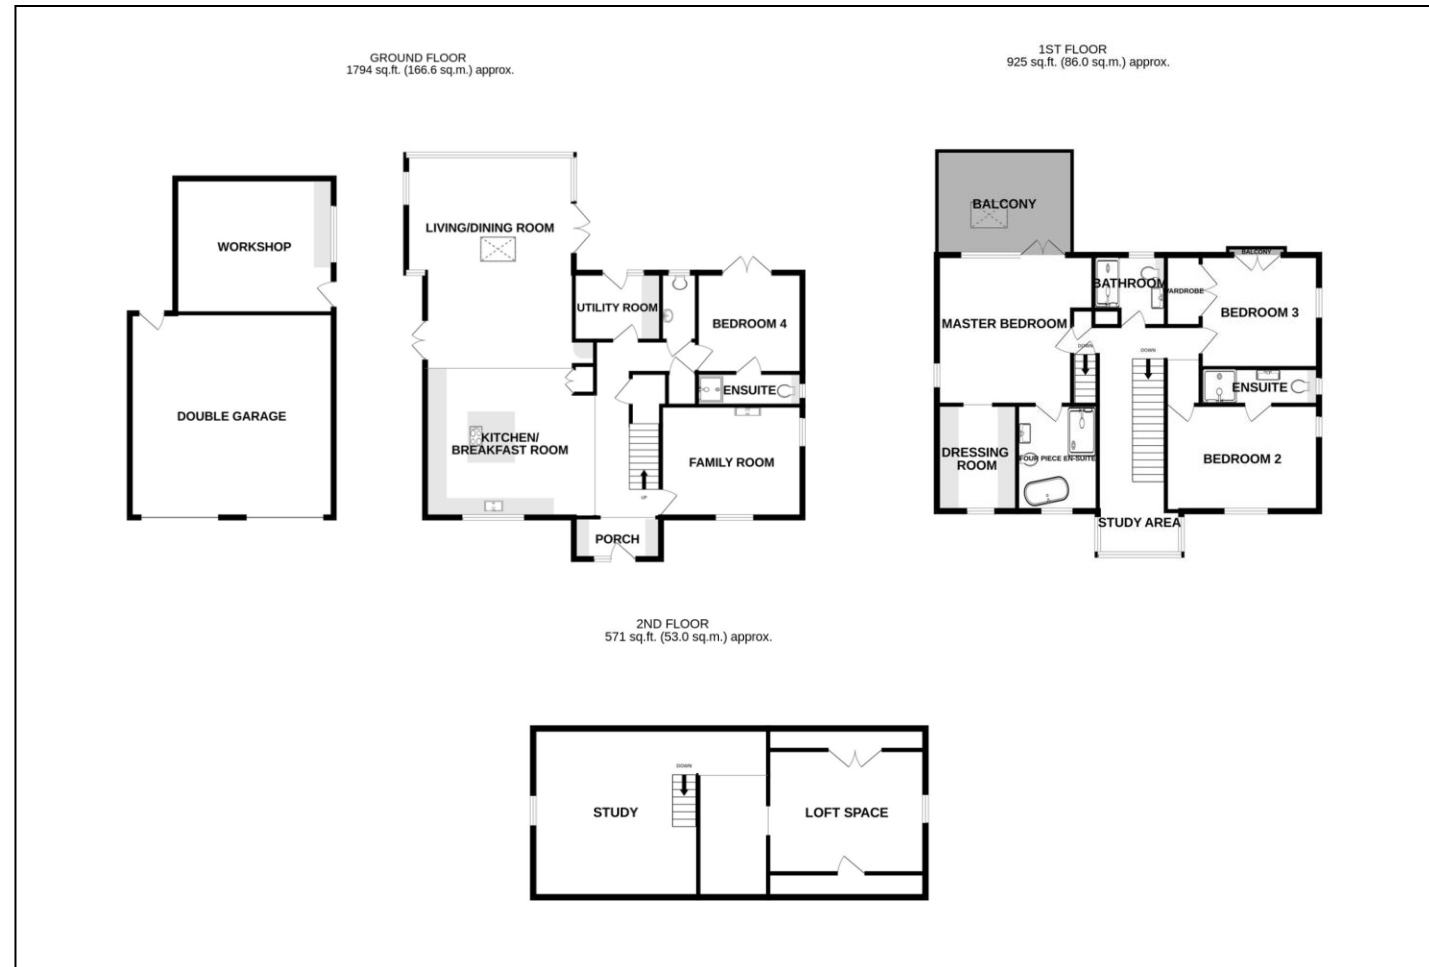 GROUND FLOOR
1794 sq.ft. (166.6 sq.m.) approx.
1ST FLOOR
925 sq.ft. (86.0 sq.m.) approx.
WORKSHOP
DOUBLE GARAGE
LIVING/DINING ROOM
UTILITY ROOM
BEDROOM 4
ENSUITE
KITCHEN/
BREAKFAST ROOM
FAMILY ROOM
UP
PORCH
BALCONY
BALCONY
BATHROOM
WARDROBE
BEDROOM 3
MASTER BEDROOM
DOWN
DOWN
ENSUITE
DRESSING
ROOM
FOUR PIECE EN-SUITE
BEDROOM 2
STUDY AREA
2ND FLOOR
571 sq.ft. (53.0 sq.m.) approx.
DOWN
STUDY
LOFT SPACE